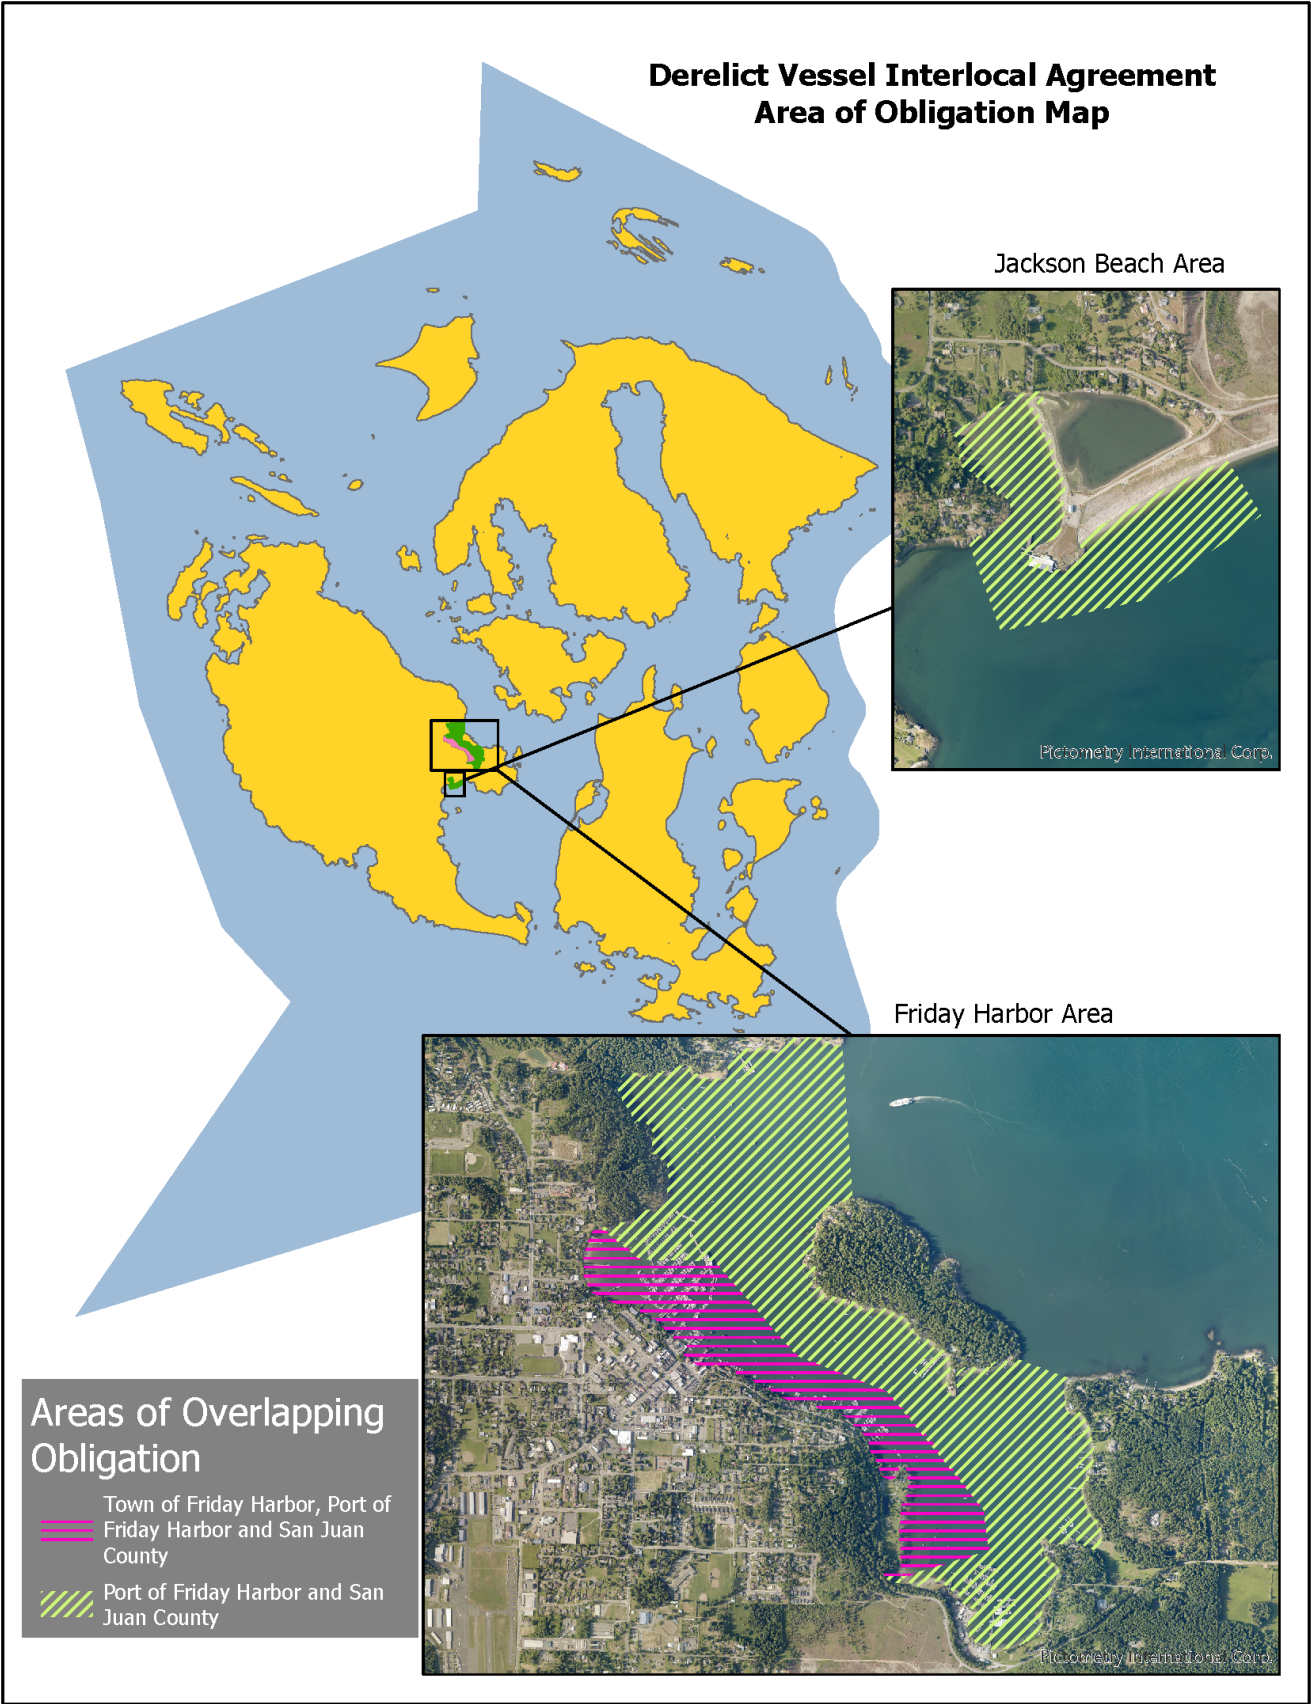 Derelict Vessel Interlocal Agreement
Area of Obligation Map
Jackson Beach Area
Pictometry International Corp.
Friday Harbor Area
Areas of Overlapping
Obligation
Town of Friday Harbor, Port of
Friday Harbor and San Juan
County
Port of Friday Harbor and San
Juan County
Pictometry International Corp.